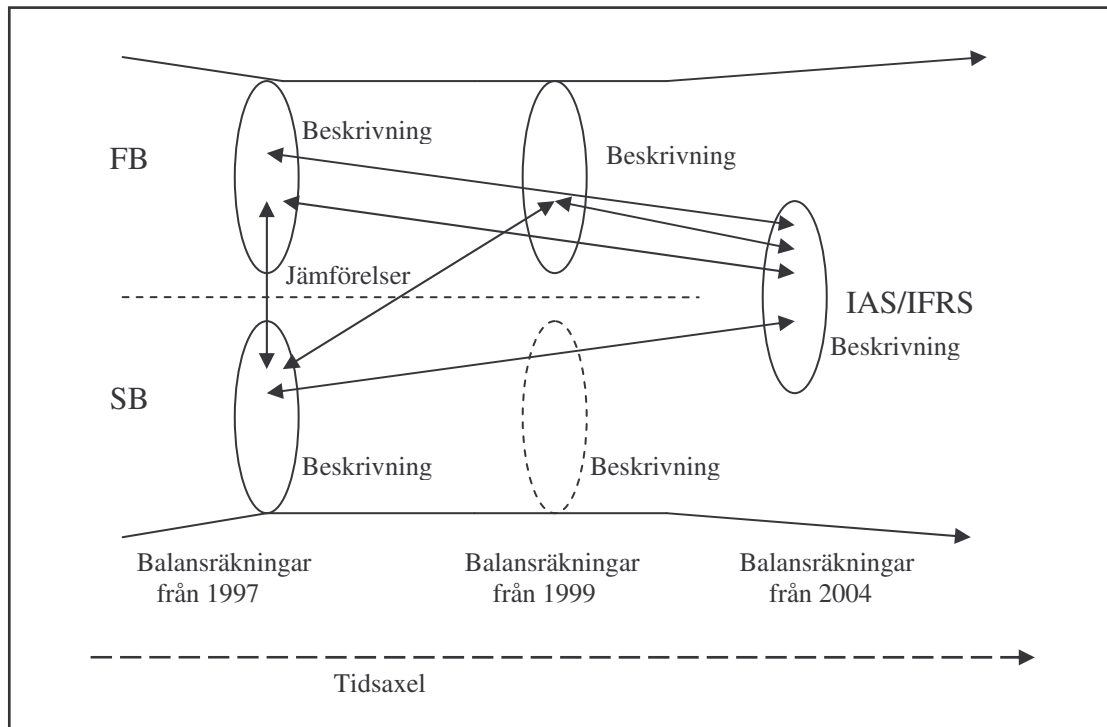 Beskrivning
FB
Beskrivning
Jämförelser
IAS/IFRS
Beskrivning
SB
Beskrivning
Beskrivning
Balansräkningar
från 1997
Balansräkningar
från 1999
Balansräkningar
från 2004
Tidsaxel